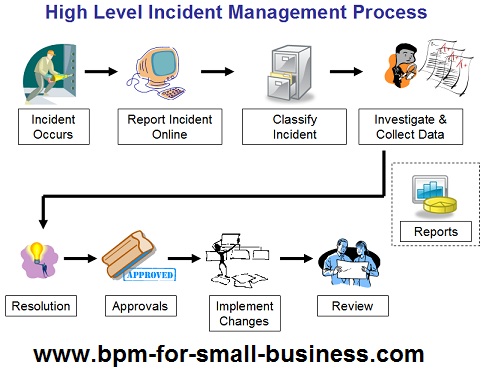 High Level Incident Management Process
Incident
Occurs
Report Incident
Online
Classify
Incident
Investigate &
Collect Data
A+
A+
A+
Reports
APPROVED
Resolution
Approvals
Implement
Changes
Review
www.bpm-for-small-business.com